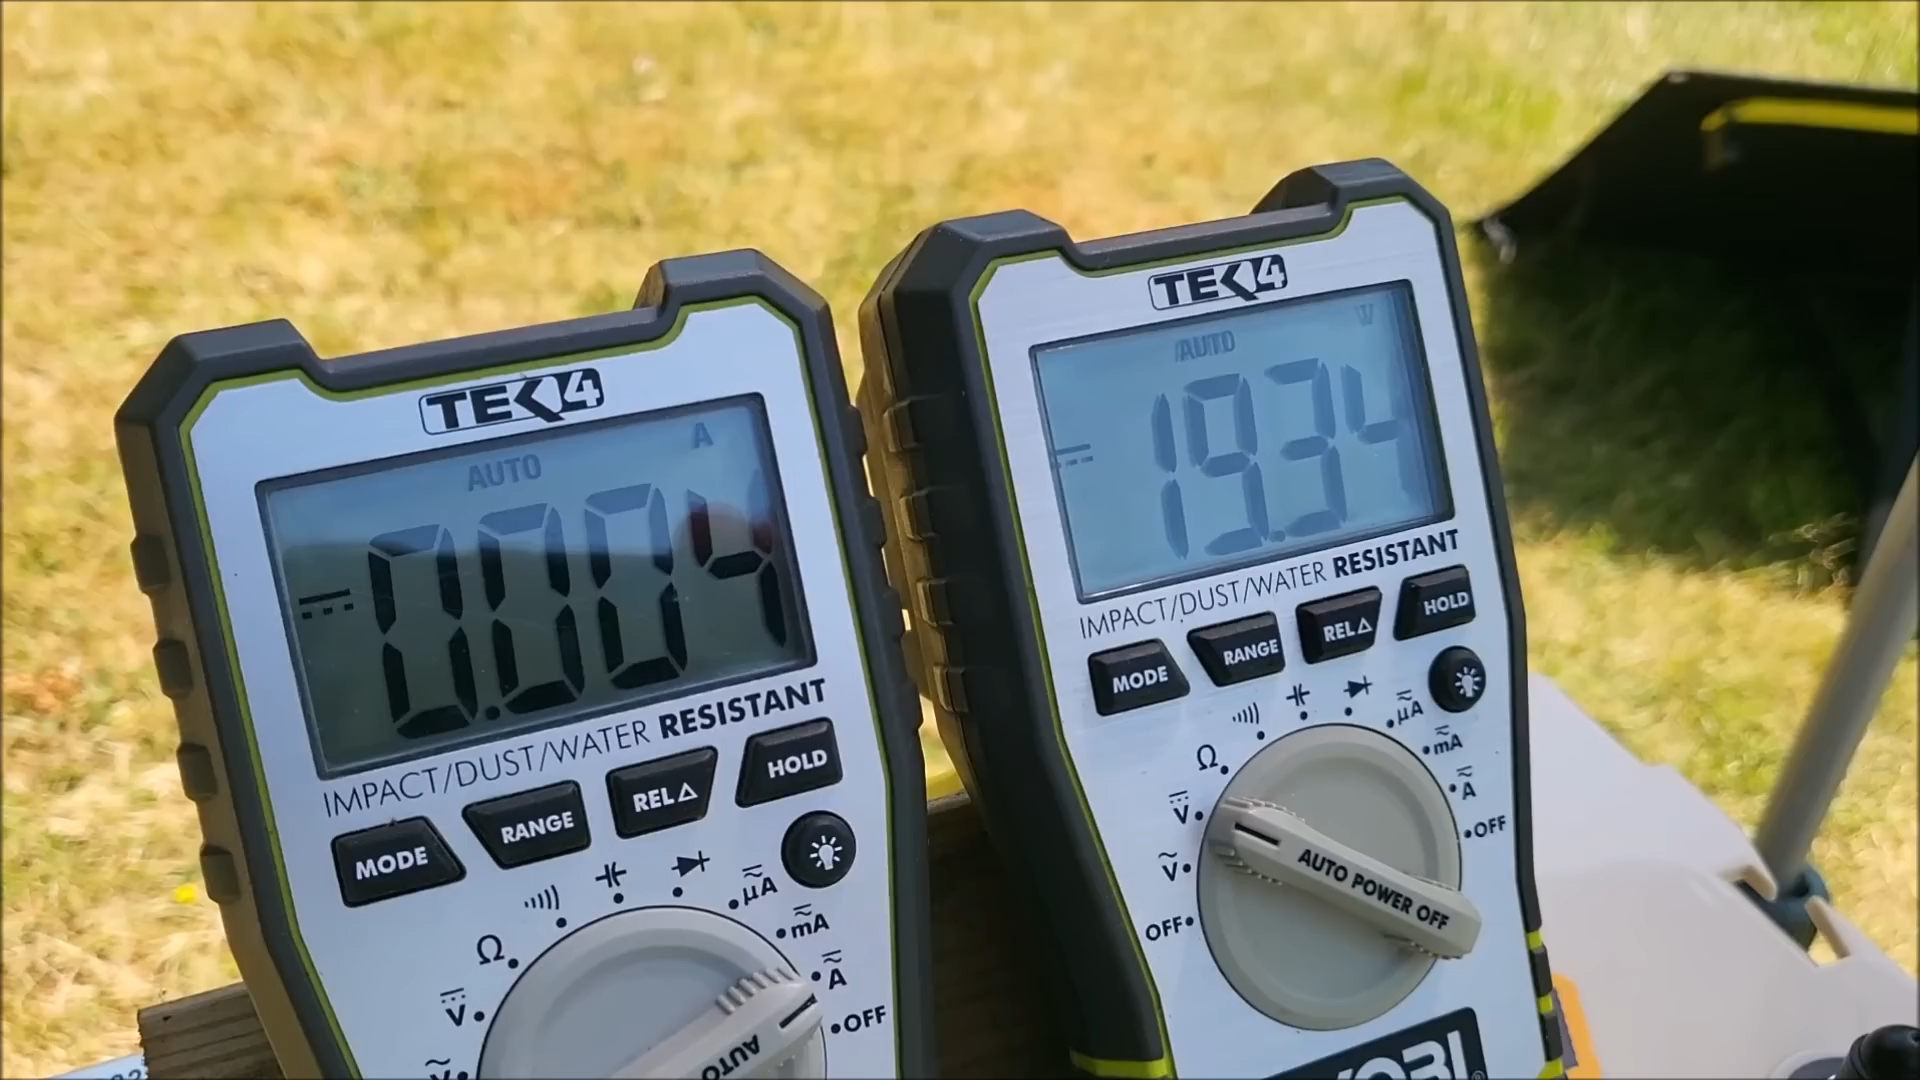 TEK4
AUTO A
0.004
IMPACT/DUST/WATER RESISTANT
MODE RANGE REL△ HOLD
μA
mA
A
OFF
Ω
V
V
AUTO
TEK4
AUTO V
19.34
IMPACT/DUST/WATER RESISTANT
MODE RANGE REL△ HOLD
μA
mA
A
OFF
Ω
V
V
OFF
AUTO POWER OFF